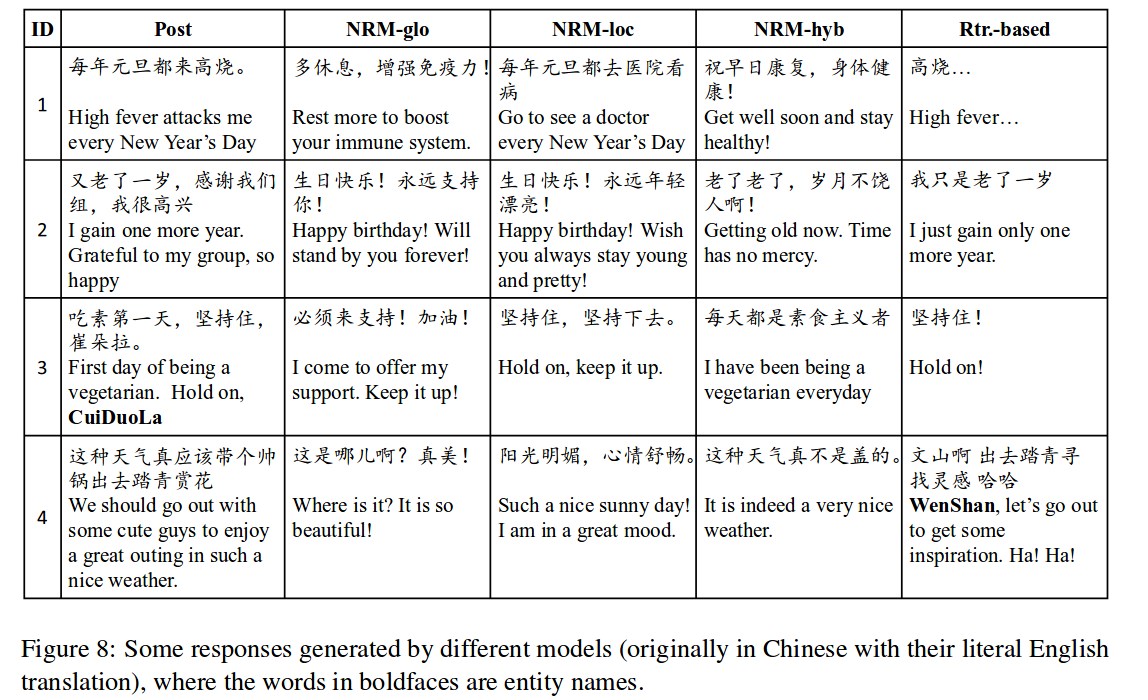 ID Post NRM-glo NRM-loc NRM-hyb Rtr.-based
1
每年元旦都来高烧。
High fever attacks me
every New Year’s Day
多休息，增强免疫力！
Rest more to boost
your immune system.
每年元旦都去医院看
病
Go to see a doctor
every New Year’s Day
祝早日康复，身体健
康！
Get well soon and stay
healthy!
高烧…
High fever…
2
又老了一岁，感谢我们
组，我很高兴
I gain one more year.
Grateful to my group, so
happy
生日快乐！永远支持
你！
Happy birthday! Will
stand by you forever!
生日快乐！永远年轻
漂亮！
Happy birthday! Wish
you always stay young
and pretty!
老了老了，岁月不饶
人啊！
Getting old now. Time
has no mercy.
我只是老了一岁
I just gain only one
more year.
3
吃素第一天，坚持住，
崔朵拉。
First day of being a
vegetarian. Hold on,
CuiDuoLa
必须来支持！加油！
I come to offer my
support. Keep it up!
坚持住，坚持下去。
Hold on, keep it up.
每天都是素食主义者
I have been being a
vegetarian everyday
坚持住！
Hold on!
4
这种天气真应该带个帅
锅出去踏青赏花
We should go out with
some cute guys to enjoy
a great outing in such a
nice weather.
这是哪儿啊？真美！
Where is it? It is so
beautiful!
阳光明媚，心情舒畅。
Such a nice sunny day!
I am in a great mood.
这种天气真不是盖的。
It is indeed a very nice
weather.
文山啊 出去踏青寻
找灵感 哈哈
WenShan, let’s go out
to get some
inspiration. Ha! Ha!
Figure 8: Some responses generated by different models (originally in Chinese with their literal English
translation), where the words in boldfaces are entity names.